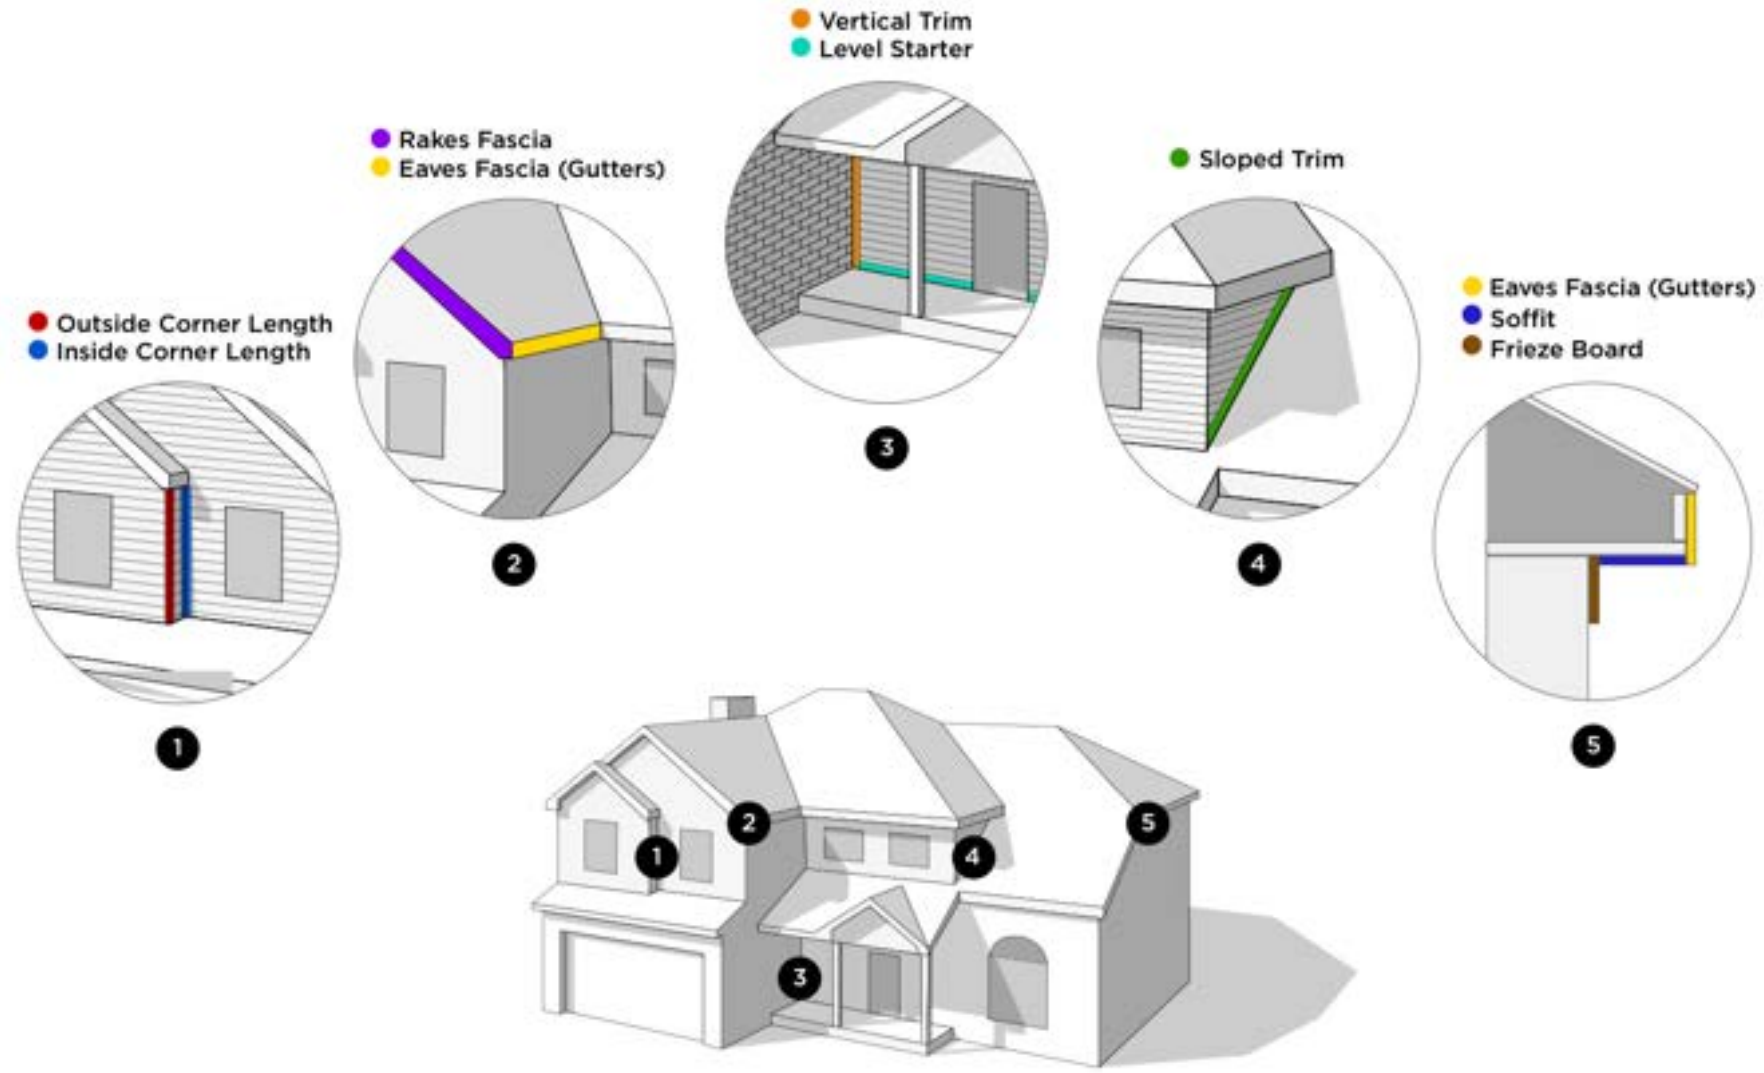 Vertical Trim
Level Starter
Rakes Fascia
Eaves Fascia (Gutters)
Sloped Trim
Outside Corner Length
Inside Corner Length
Eaves Fascia (Gutters)
Soffit
Frieze Board
3
2
4
1
5
2
5
1
4
3